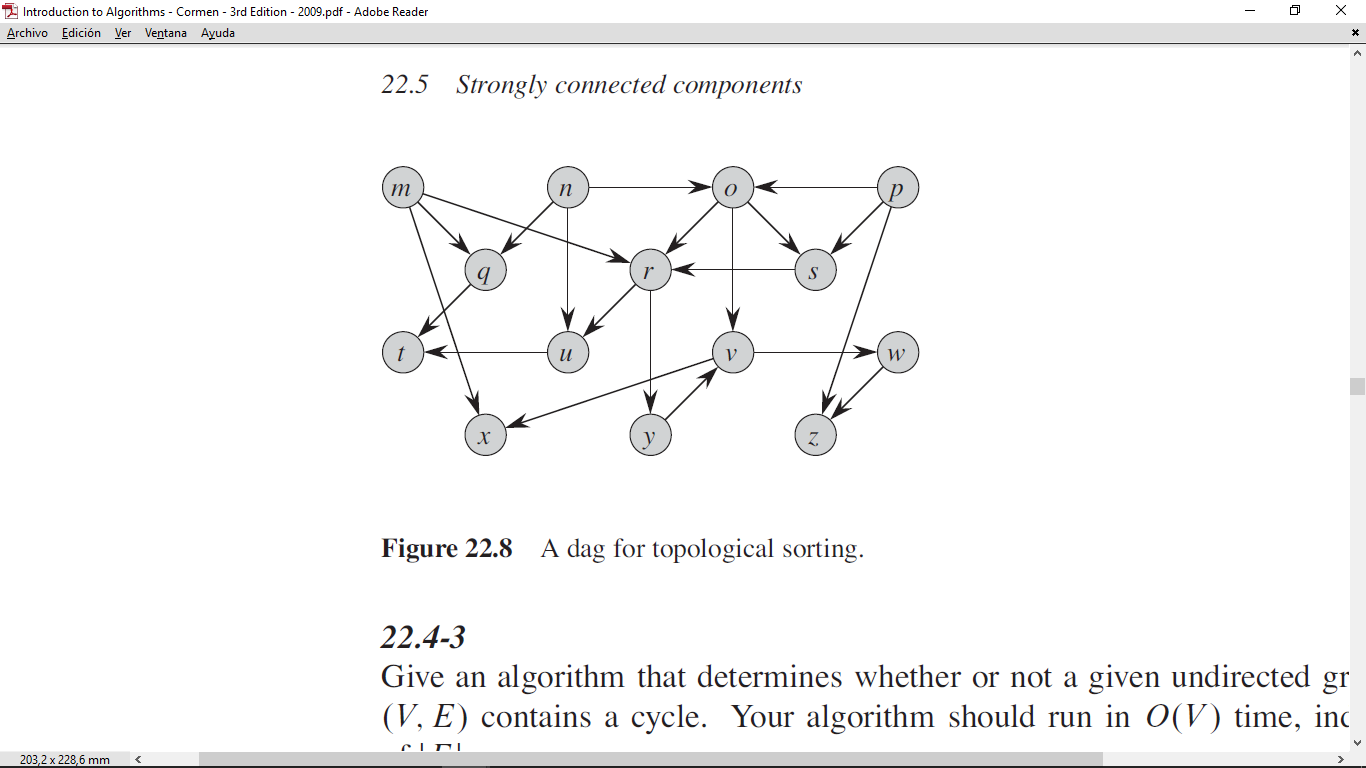 Introduction to Algorithms - Cormen - 3rd Edition - 2009.pdf - Adobe Reader
Archivo Edición Ver Ventana Ayuda
22.5 Strongly connected components
m n o p
q r s
t u v w
x y z
Figure 22.8 A dag for topological sorting.
22.4-3
Give an algorithm that determines whether or not a given undirected gr
(V, E) contains a cycle. Your algorithm should run in O(V) time, ind
203,2 x 228,6 mm